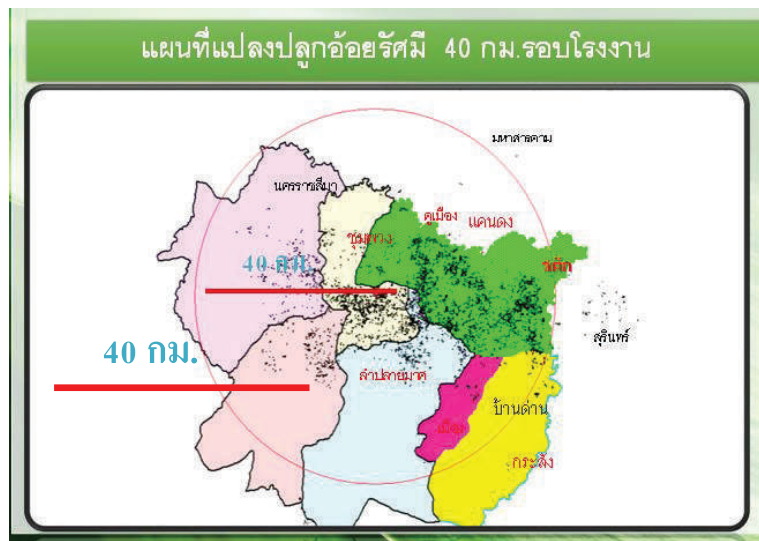 แผนที่แปลงปลูกอ้อยรัศมี 40 กม.รอบโรงงาน
มหาสารคาม
นครราชสีมา
คูเมือง
แคนดง
ชุมพวง
40 กม.
สตึก
สุรินทร์
40 กม.
ลำปลายมาศ
บ้านด่าน
เมือง
กระสัง